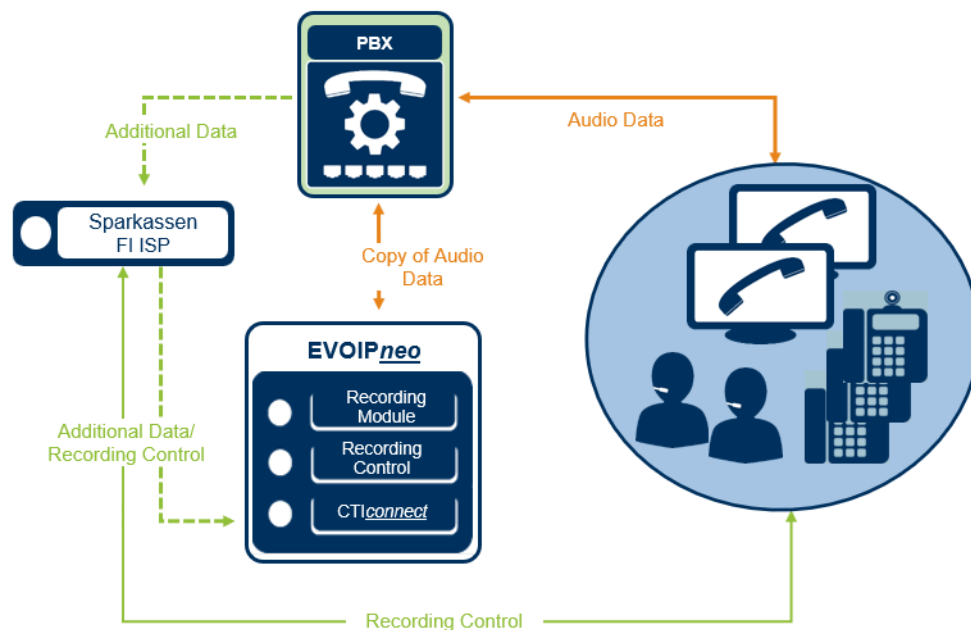 PBX
Additional Data
Audio Data
Sparkassen
FI ISP
Copy of Audio
Data
EVOIPneo
Recording
Module
Recording
Control
CTIconnect
Additional Data/
Recording Control
Recording Control